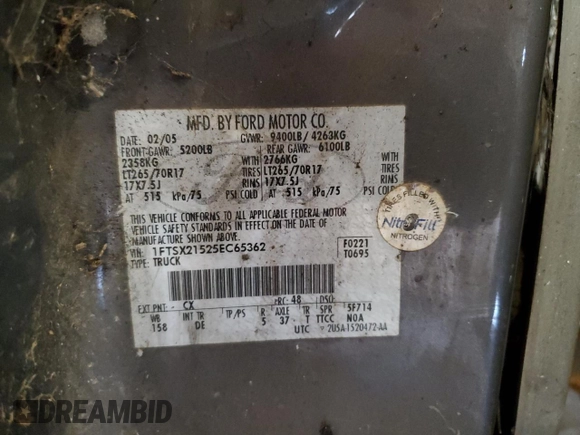 MFD. BY FORD MOTOR CO.
DATE: 02/05 GVWR: 9400LB/ 4263KG
FRONT GAWR: 5200LB REAR GAWR: 6100LB
2358KG WITH 2766KG WITH
LT265/70R17 TIRES LT265/70R17 TIRES
17X7.5J RIMS 17X7.5J RIMS
AT 515 kPa/75 PSI COLD AT 515 kPa/75 PSI COLD
THIS VEHICLE CONFORMS TO ALL APPLICABLE FEDERAL MOTOR
VEHICLE SAFETY STANDARDS IN EFFECT ON THE DATE OF
MANUFACTURE SHOWN ABOVE.
VIN: 1FTSX21525EC65362
TYPE: TRUCK
F0221
T0695
EXT PNT: CX RC: 48 DSO:
WB INT TR TP/PS R AXLE TR SPR 5F714
158 DE 5 37 T TTCC N0A
UTC 2U5A-1520472-AA
TIRES FILLED WITH
NitroFill
NITROGEN
DREAMBID